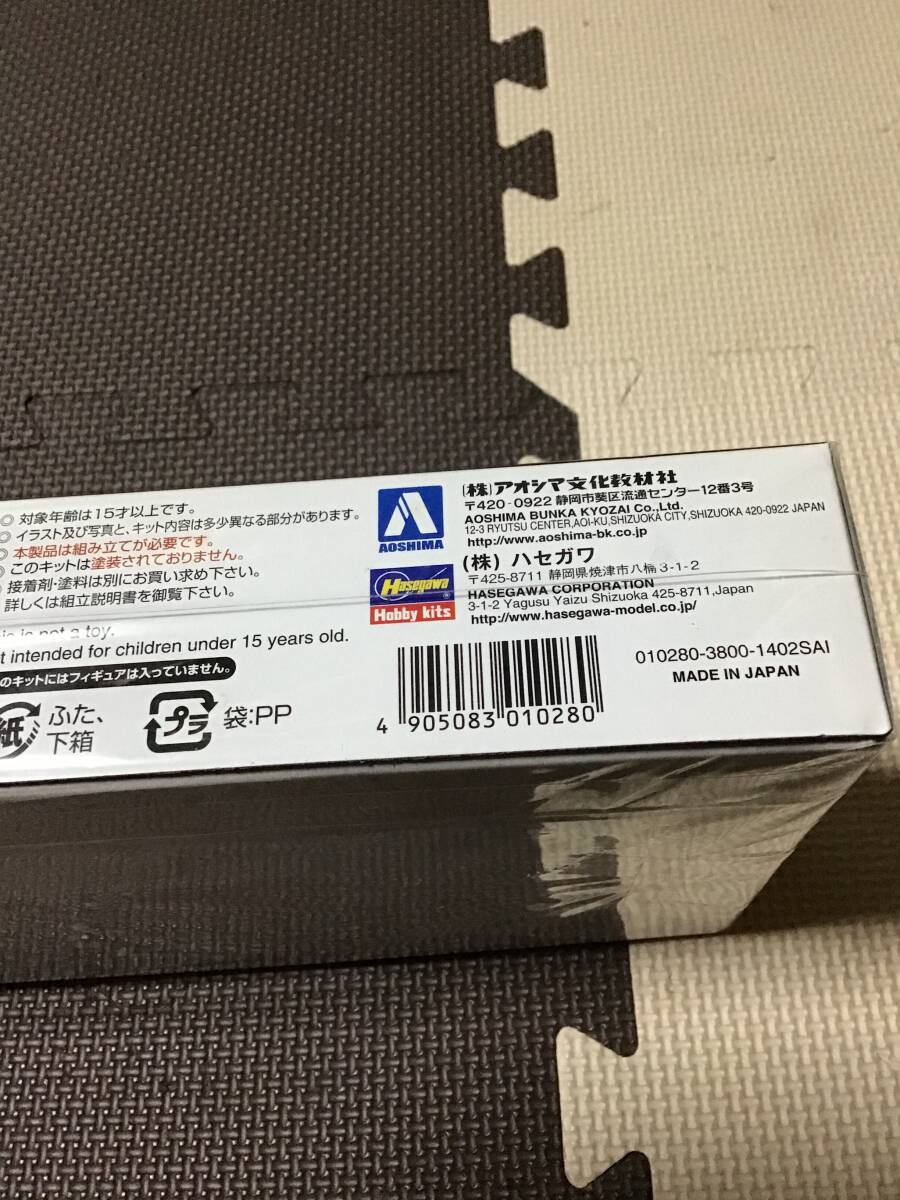 ◎ 対象年齢は15才以上です。
◎ イラスト及び写真と、キット内容は多少異なる部分があります。
◎ 本製品は組み立てが必要です。
◎ このキットは塗装されておりません。
接着剤・塗料は別にお買い求め下さい。
詳しくは組立説明書を御覧下さい。
is not a toy.
intended for children under 15 years old.
のキットにはフィギュアは入っていません。
紙
ふた、
下箱
プラ
袋:PP
AOSHIMA
(株)アオシマ文化教材社
〒420-0922 静岡市葵区流通センター12番3号
AOSHIMA BUNKA KYOZAI Co.,Ltd.
12-3 RYUTSU CENTER,AOI-KU,SHIZUOKA CITY,SHIZUOKA 420-0922 JAPAN
http://www.aoshima-bk.co.jp
Hasegawa
Hobby kits
(株) ハセガワ
〒425-8711 静岡県焼津市八楠 3-1-2
HASEGAWA CORPORATION
3-1-2 Yagusu Yaizu Shizuoka 425-8711,Japan
http://www.hasegawa-model.co.jp/
4 905083 010280
010280-3800-1402SAI
MADE IN JAPAN